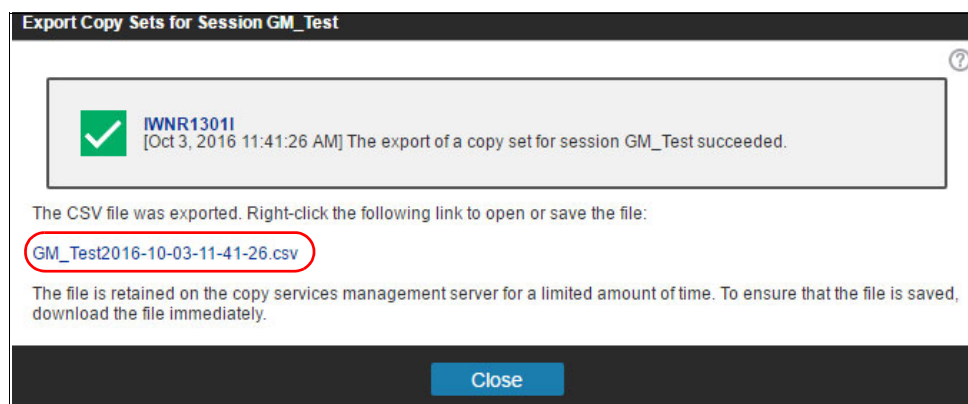 Export Copy Sets for Session GM_Test
?
IWNR1301I
[Oct 3, 2016 11:41:26 AM] The export of a copy set for session GM_Test succeeded.
The CSV file was exported. Right-click the following link to open or save the file:
GM_Test2016-10-03-11-41-26.csv
The file is retained on the copy services management server for a limited amount of time. To ensure that the file is saved,
download the file immediately.
Close